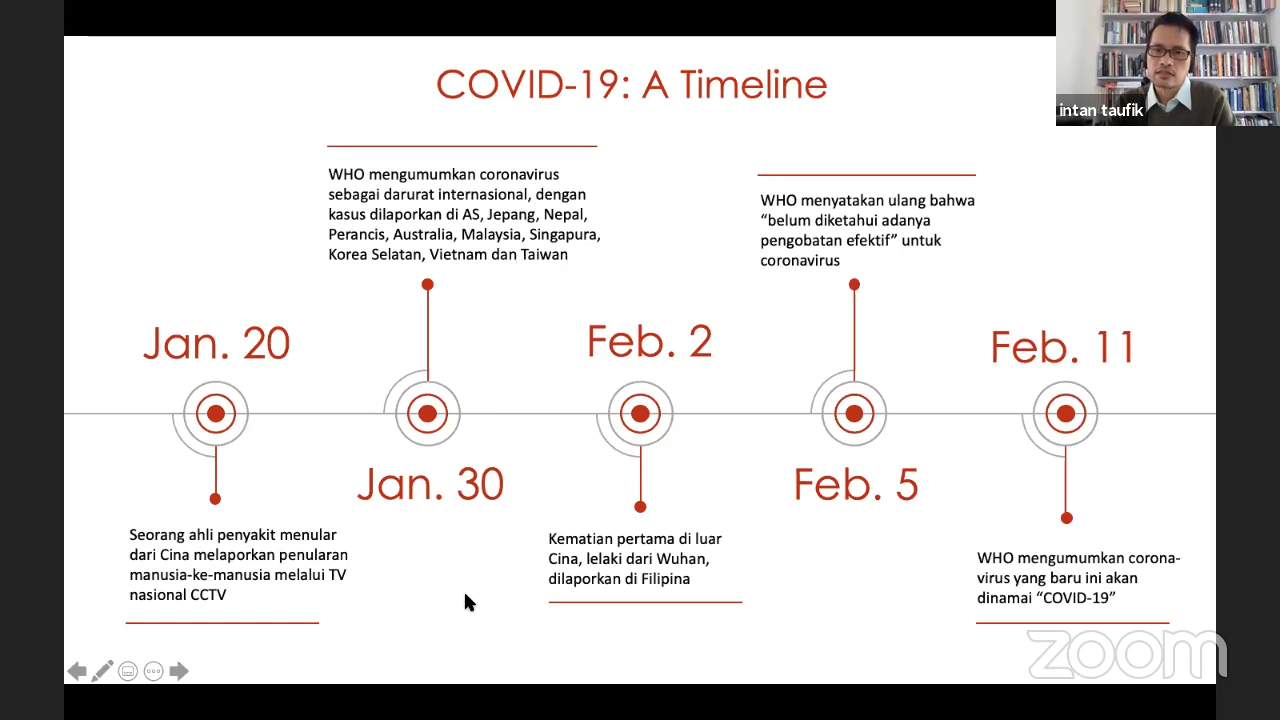 COVID-19: A Timeline
intan taufik
WHO mengumumkan coronavirus
sebagai darurat internasional, dengan
kasus dilaporkan di AS, Jepang, Nepal,
Perancis, Australia, Malaysia, Singapura,
Korea Selatan, Vietnam dan Taiwan
WHO menyatakan ulang bahwa
“belum diketahui adanya
pengobatan efektif” untuk
coronavirus
Jan. 20
Feb. 2
Feb. 11
Jan. 30
Feb. 5
Seorang ahli penyakit menular
dari Cina melaporkan penularan
manusia-ke-manusia melalui TV
nasional CCTV
Kematian pertama di luar
Cina, lelaki dari Wuhan,
dilaporkan di Filipina
WHO mengumumkan corona-
virus yang baru ini akan
dinamai “COVID-19”
zoom